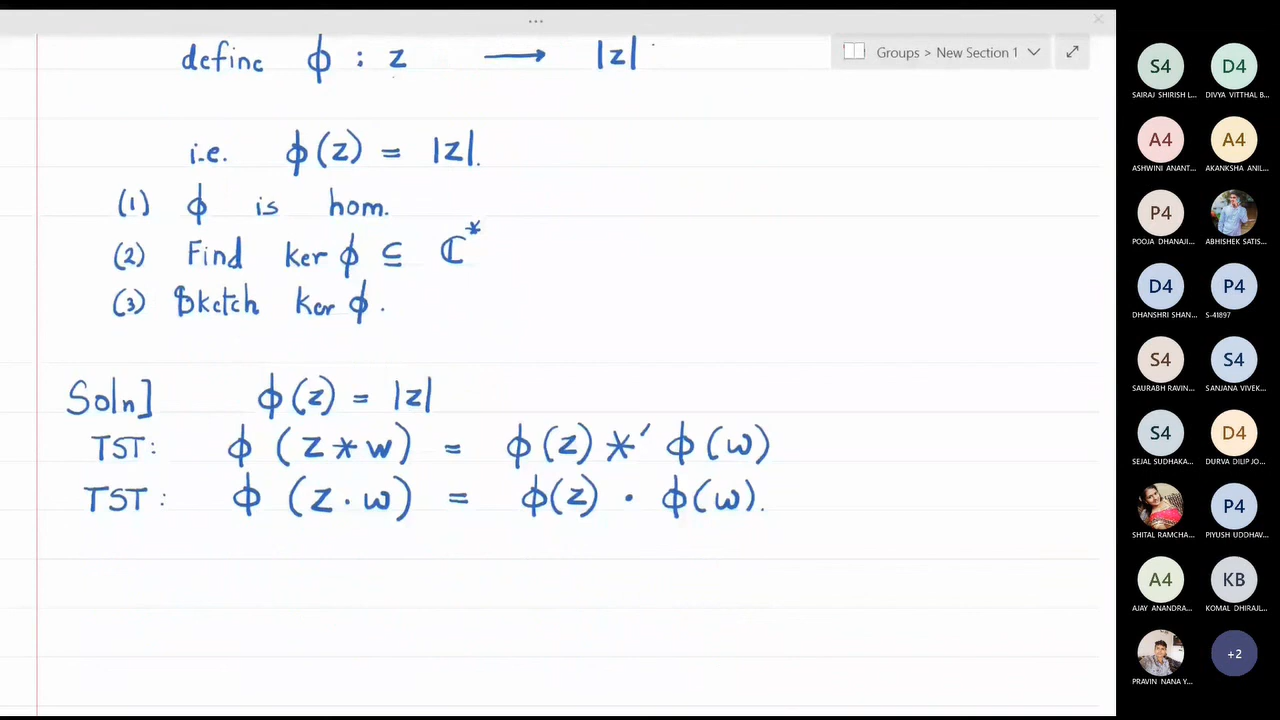 ...
define ϕ : z ⟶ |z|
Groups > New Section 1
i.e. ϕ(z) = |z|.
(1) ϕ is hom.
(2) Find ker ϕ ⊆ ℂ*
(3) Sketch Ker ϕ.
Soln] ϕ(z) = |z|
TST: ϕ (z * w) = ϕ(z) *′ ϕ(w)
TST: ϕ (z · w) = ϕ(z) · ϕ(w).
S4 D4
SAIRAJ SHIRISH L... DIVYA VITTHAL B...
A4 A4
ASHWINI ANANT... AKANKSHA ANIL...
P4
POOJA DHANAJI... ABHISHEK SATIS...
D4 P4
DHANSHRI SHAN... S-41897
S4 S4
SAURABH RAVIN... SANJANA VIVEK...
S4 D4
SEJAL SUDHAKA... DURVA DILIP JO...
P4
SHITAL RAMCHA... PIYUSH UDDHAV...
A4 KB
AJAY ANANDRA... KOMAL DHIRAJL...
+2
PRAVIN NANA Y...